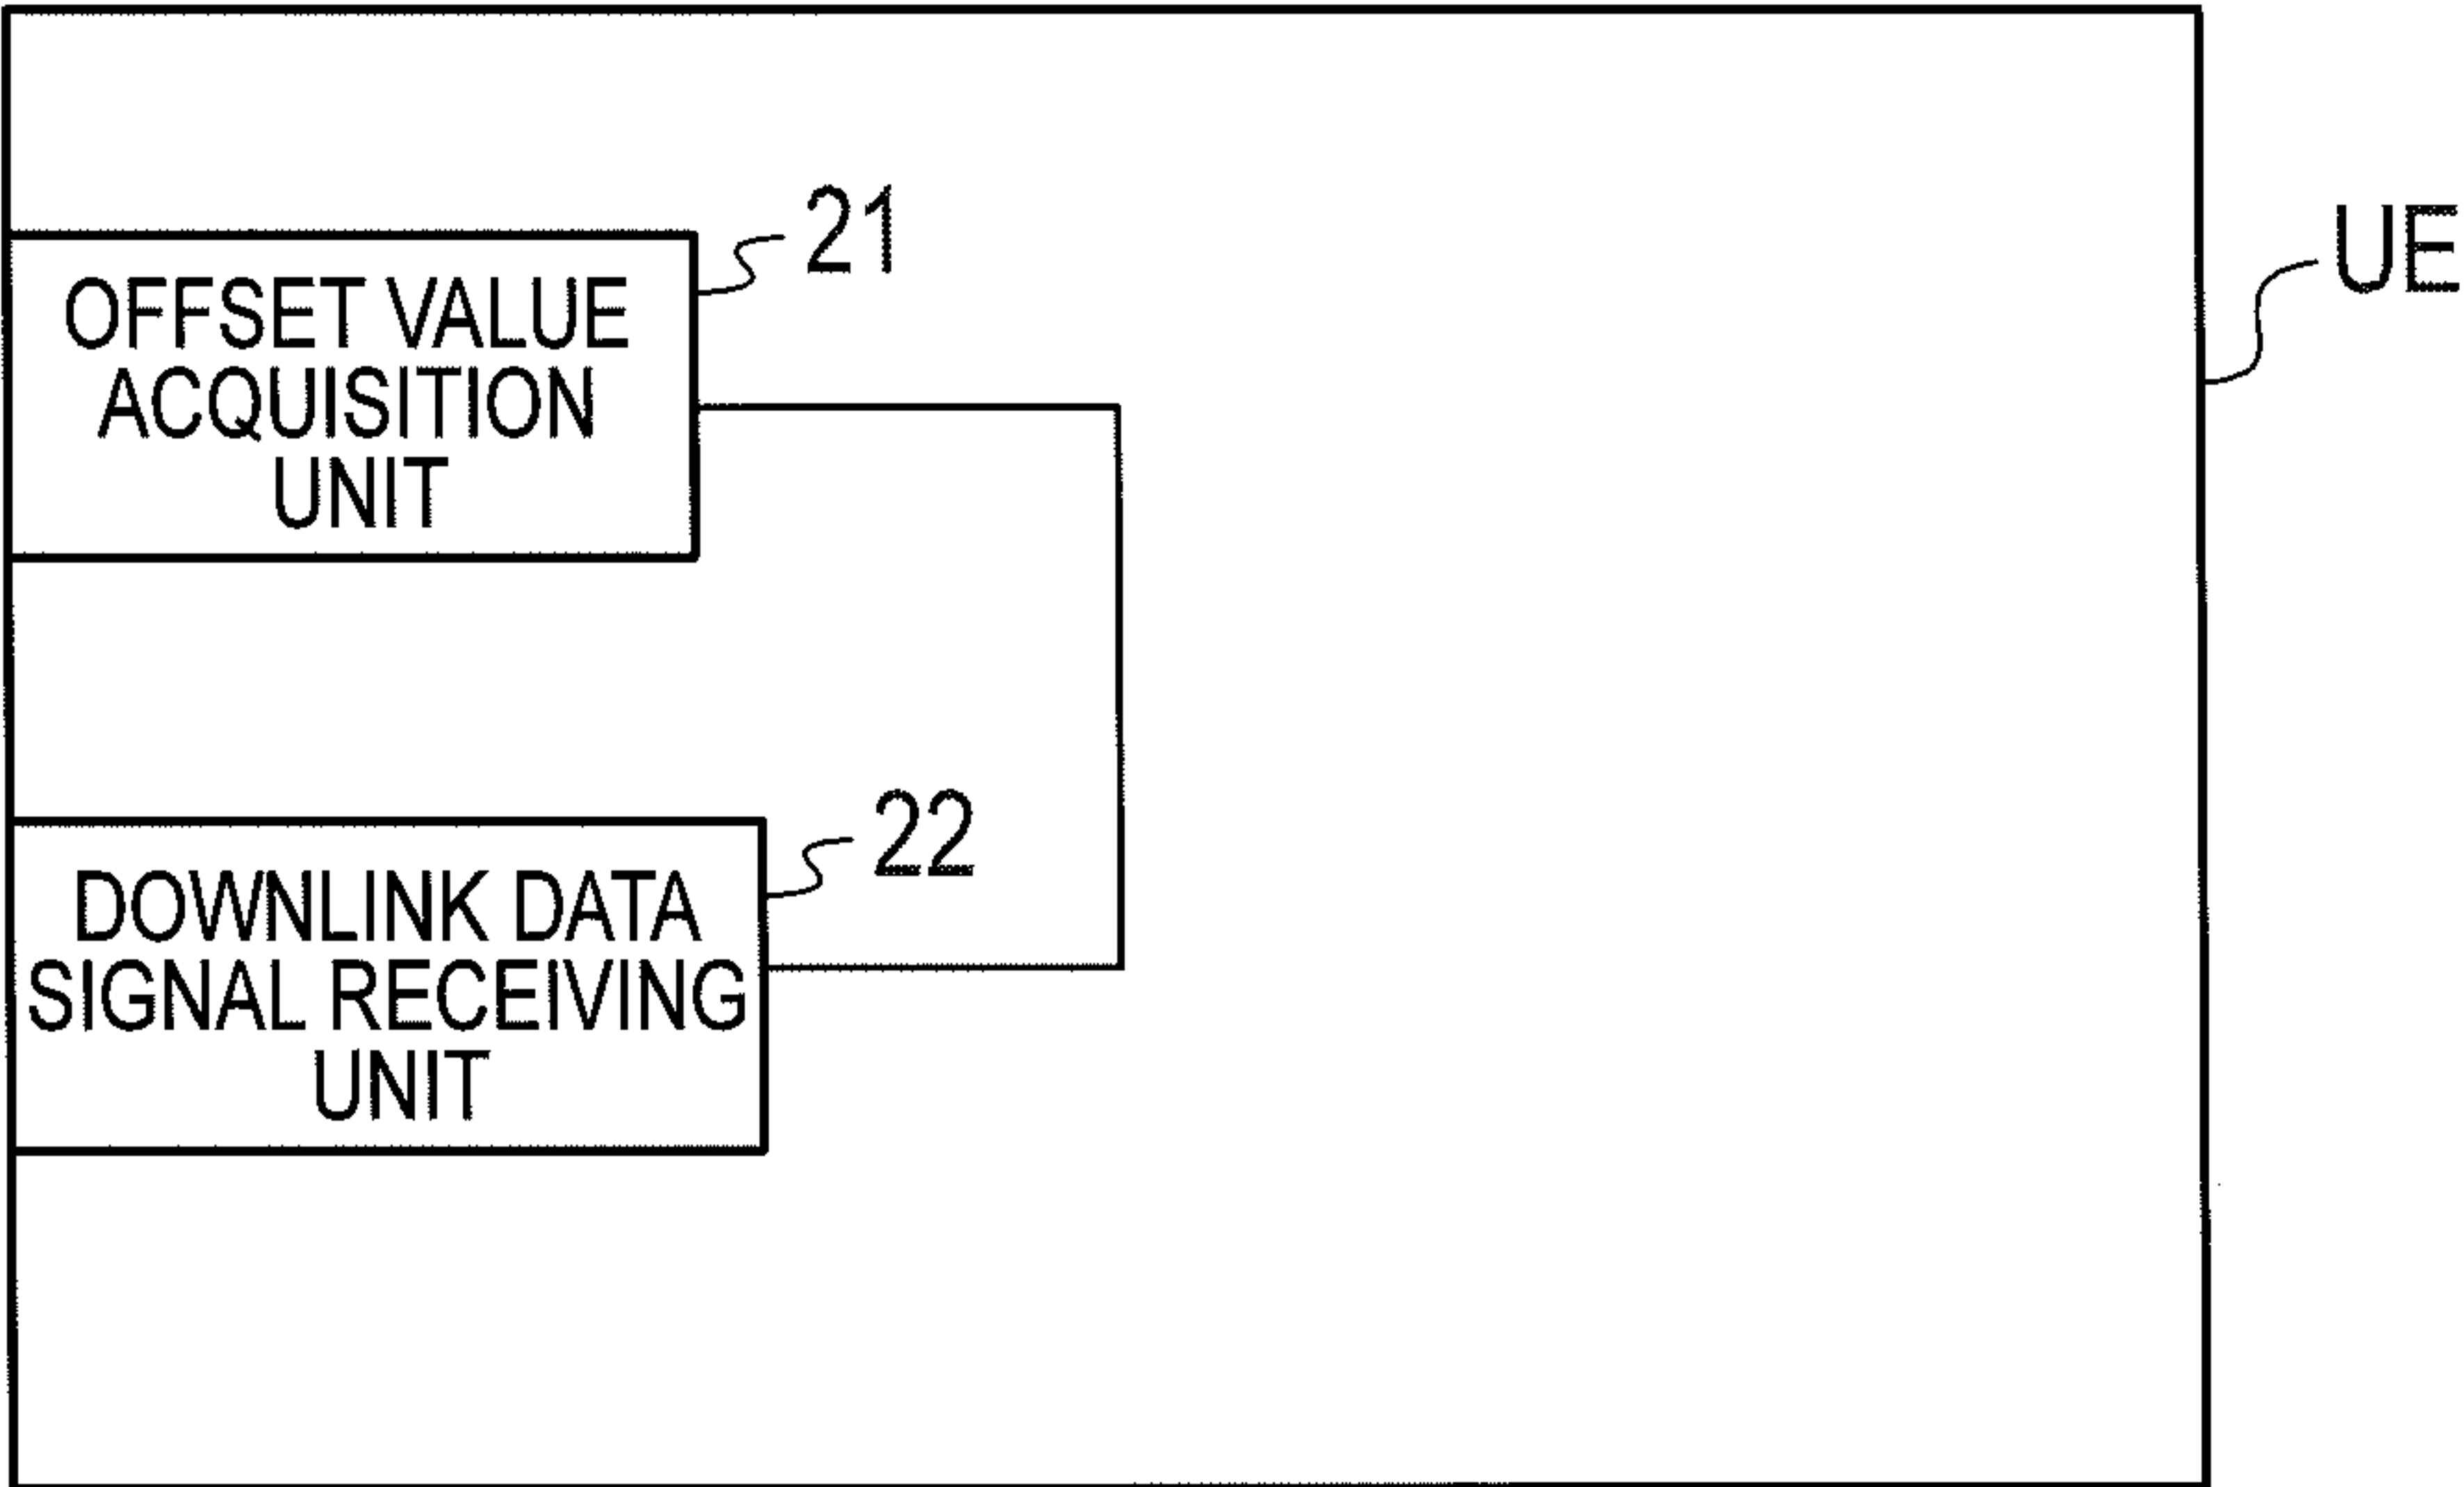 21
UE
OFFSET VALUE
ACQUISITION
UNIT
22
DOWNLINK DATA
SIGNAL RECEIVING
UNIT